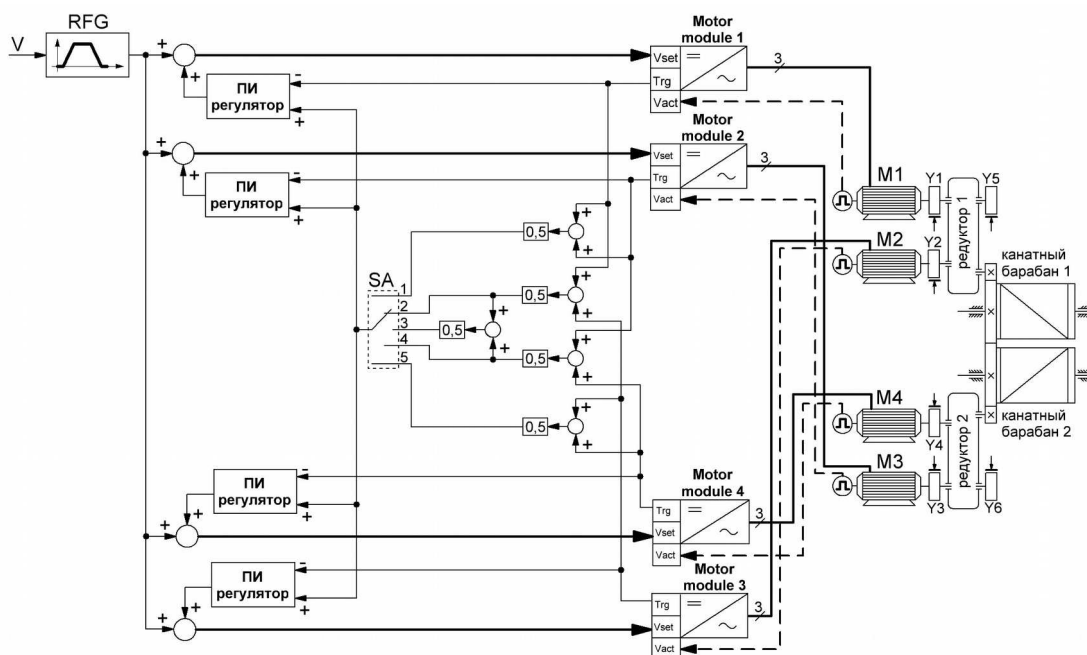 RFG
V
+
+
ПИ
регулятор
-
+
Motor
module 1
Vset
Trg
Vact
3
+
+
ПИ
регулятор
-
+
Motor
module 2
Vset
Trg
Vact
3
M1
Y1
Y5
редуктор 1
M2
Y2
канатный
барабан 1
+
+
0,5
+
+
0,5
+
+
0,5
+
+
0,5
+
+
0,5
SA
1
2
3
4
5
M4
Y4
редуктор 2
канатный
барабан 2
M3
Y3
Y6
ПИ
регулятор
-
+
+
+
Motor
module 4
Trg
Vset
Vact
3
ПИ
регулятор
-
+
+
+
Motor
module 3
Trg
Vset
Vact
3